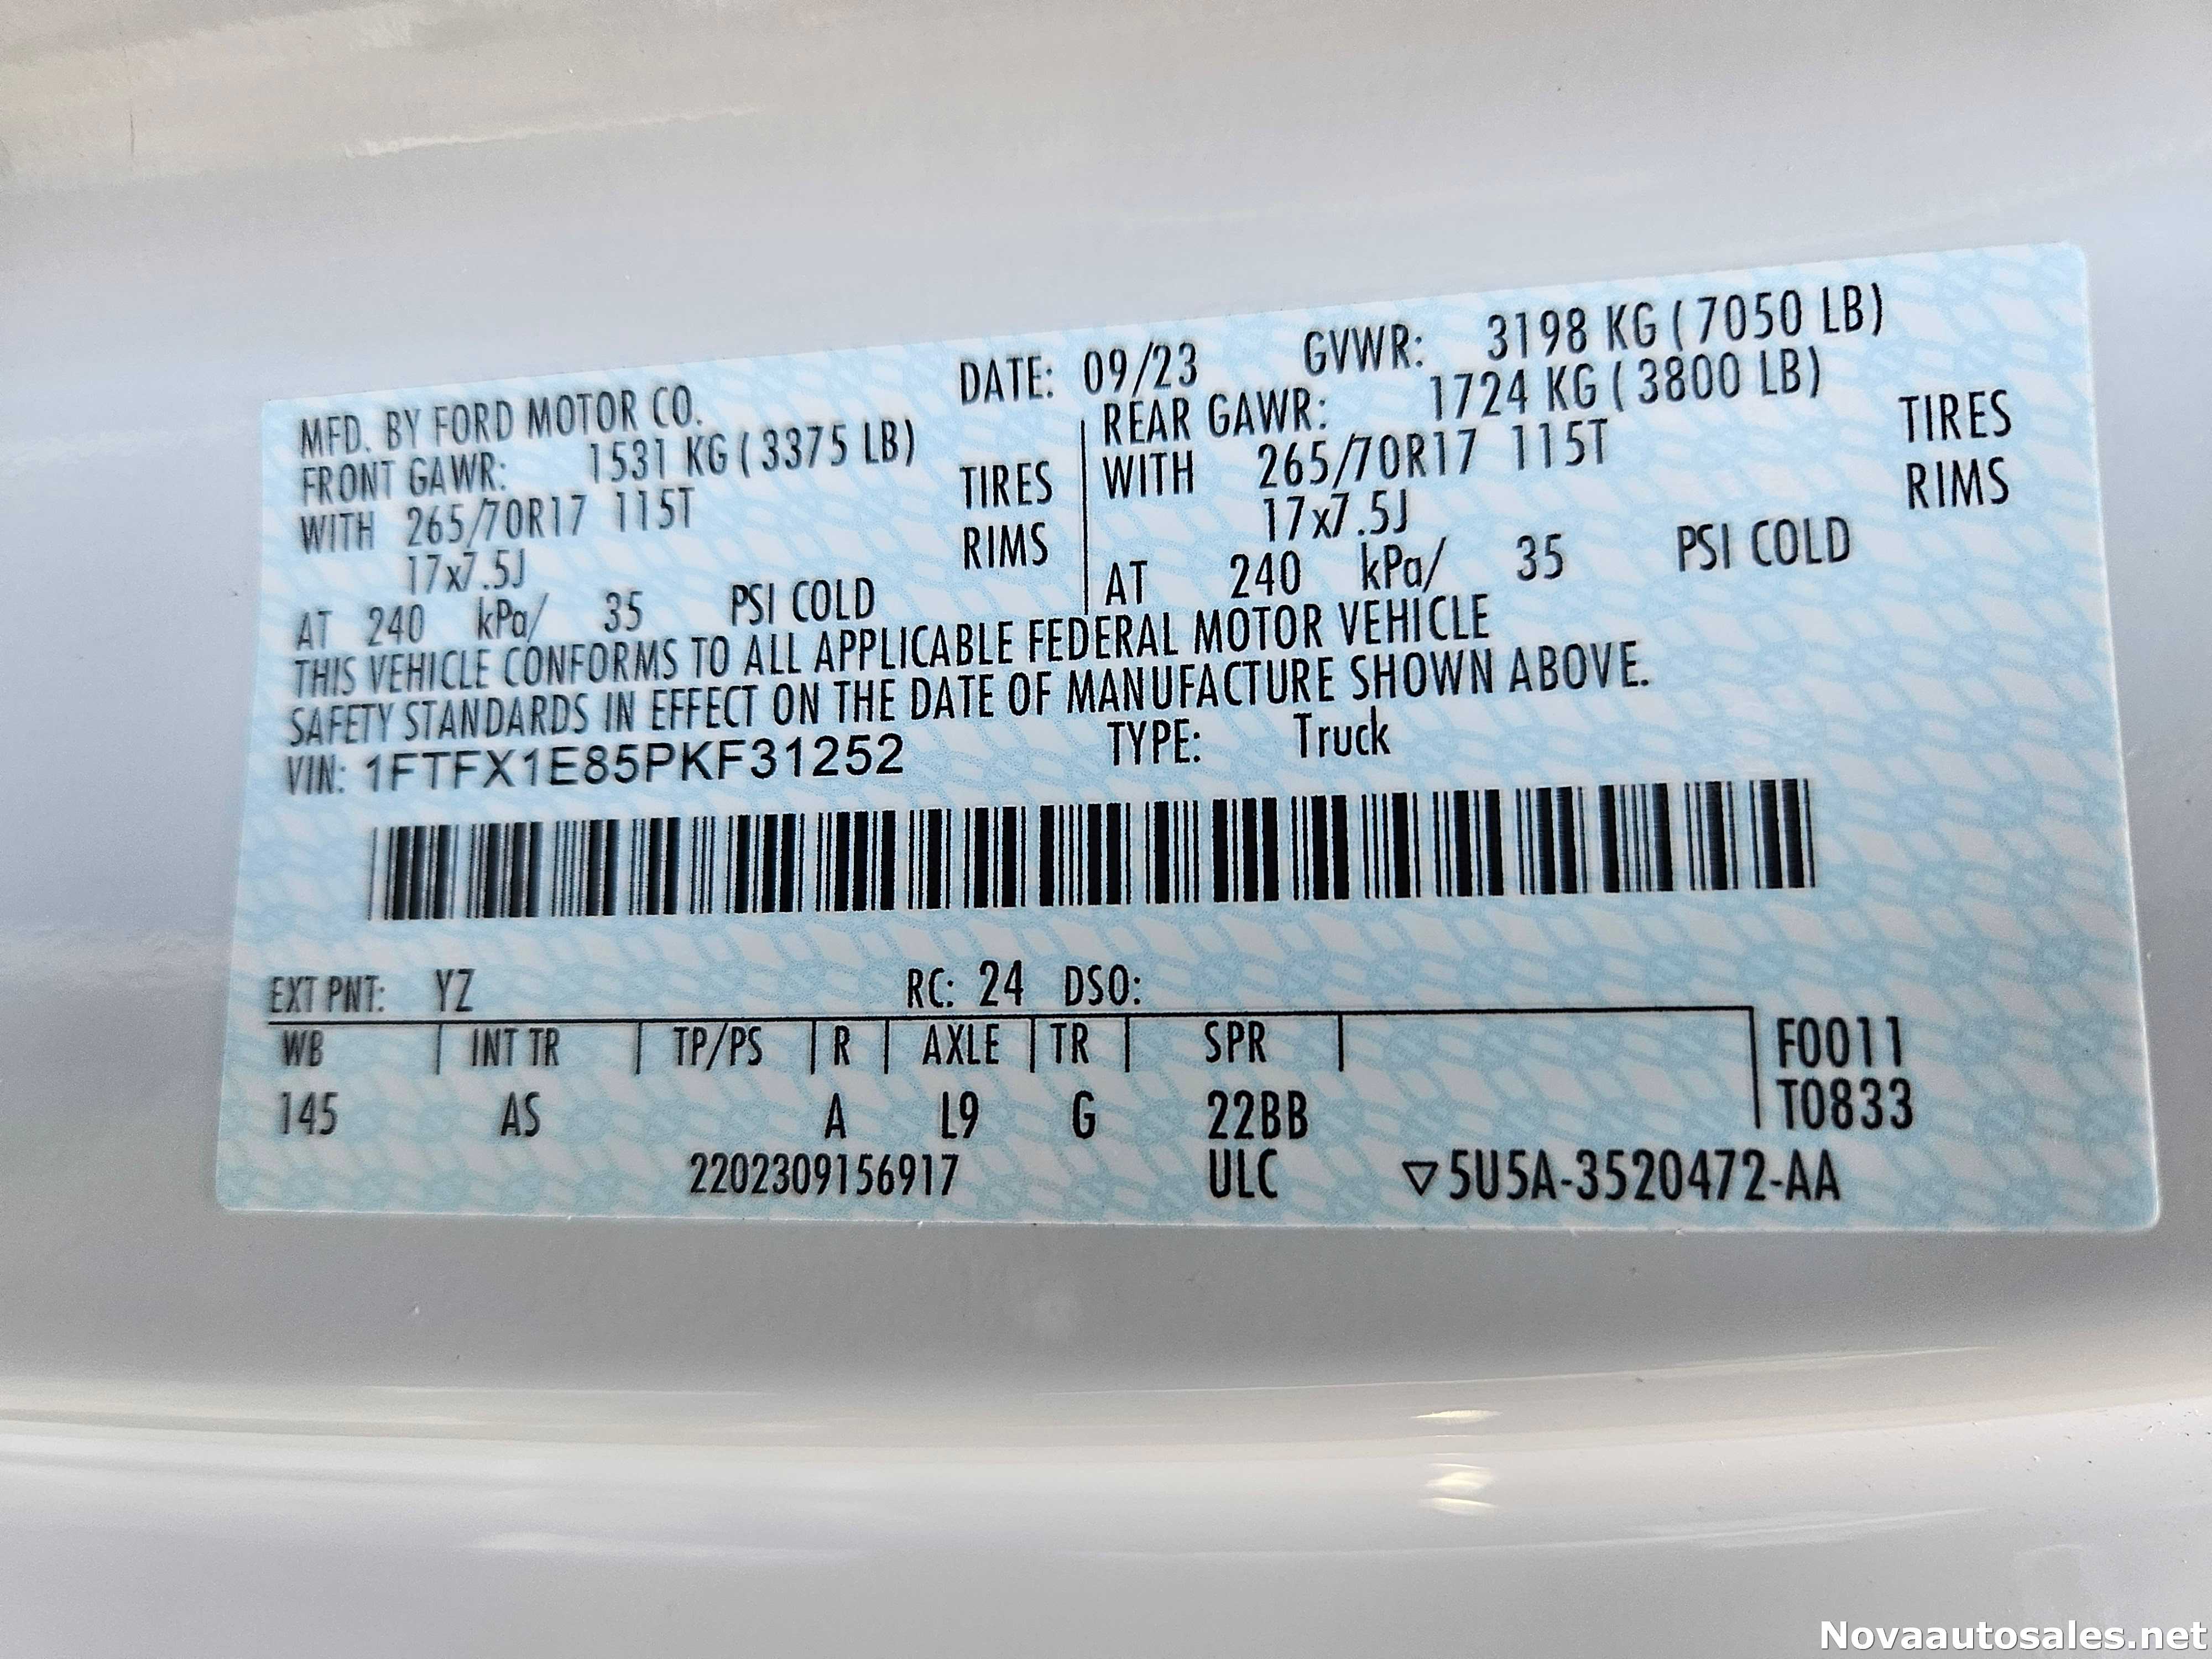 MFD. BY FORD MOTOR CO. DATE: 09/23 GVWR: 3198 KG (7050 LB)
FRONT GAWR: 1531 KG (3375 LB) REAR GAWR: 1724 KG (3800 LB)
WITH 265/70R17 115T TIRES WITH 265/70R17 115T TIRES
17x7.5J RIMS 17x7.5J RIMS
AT 240 kPa/ 35 PSI COLD AT 240 kPa/ 35 PSI COLD
THIS VEHICLE CONFORMS TO ALL APPLICABLE FEDERAL MOTOR VEHICLE
SAFETY STANDARDS IN EFFECT ON THE DATE OF MANUFACTURE SHOWN ABOVE.
VIN: 1FTFX1E85PKF31252 TYPE: Truck
EXT PNT: YZ RC: 24 DSO:
WB INT TR TP/PS R AXLE TR SPR F0011
145 AS A L9 G 22BB T0833
2202309156917 ULC ▽5U5A-3520472-AA
Novaautosales.net